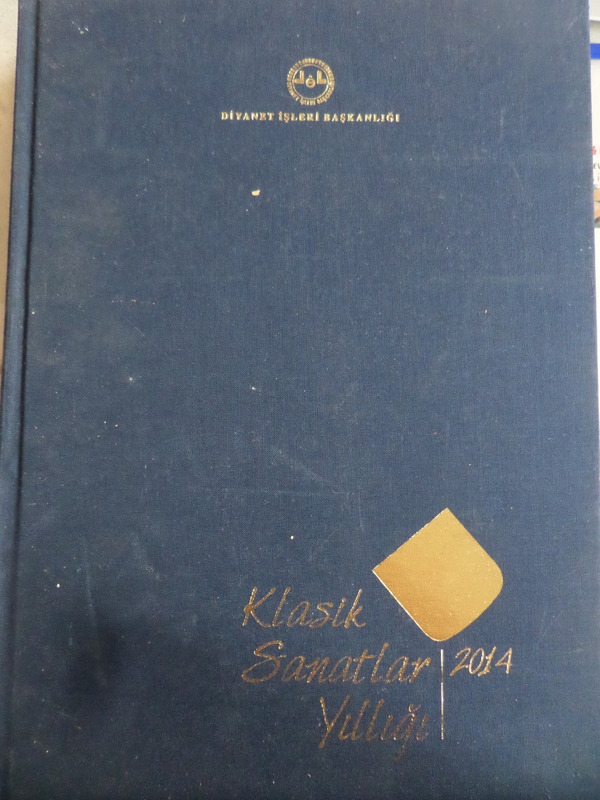 DİYANET İŞLERİ BAŞKANLIĞI
Klasik
Sanatlar
Yıllığı
2014